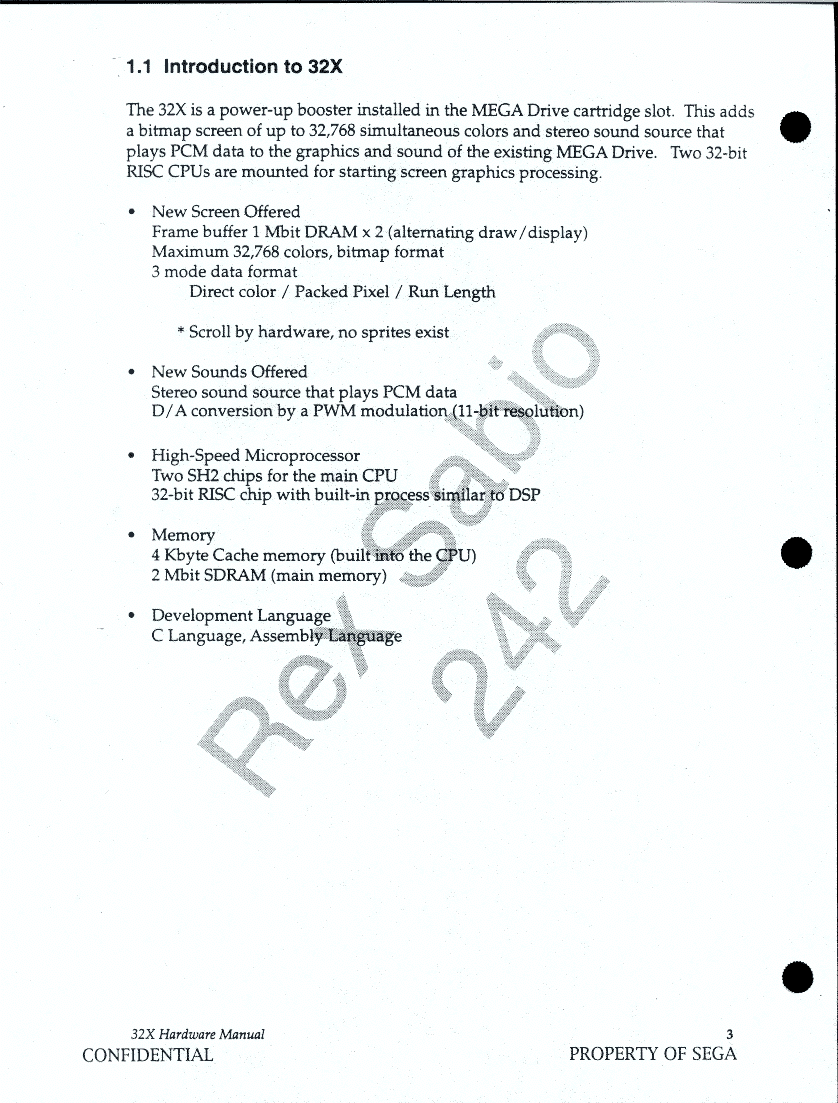 1.1 Introduction to 32X
The 32X is a power-up booster installed in the MEGA Drive cartridge slot. This adds
a bitmap screen of up to 32,768 simultaneous colors and stereo sound source that
plays PCM data to the graphics and sound of the existing MEGA Drive. Two 32-bit
RISC CPUs are mounted for starting screen graphics processing.
• New Screen Offered
Frame buffer 1 Mbit DRAM x 2 (alternating draw/display)
Maximum 32,768 colors, bitmap format
3 mode data format
Direct color / Packed Pixel / Run Length
* Scroll by hardware, no sprites exist
• New Sounds Offered
Stereo sound source that plays PCM data
D/A conversion by a PWM modulation (11-bit resolution)
• High-Speed Microprocessor
Two SH2 chips for the main CPU
32-bit RISC chip with built-in process similar to DSP
• Memory
4 Kbyte Cache memory (built into the CPU)
2 Mbit SDRAM (main memory)
• Development Language
C Language, Assembly Language
Rex Sabio
242
32X Hardware Manual 3
CONFIDENTIAL PROPERTY OF SEGA